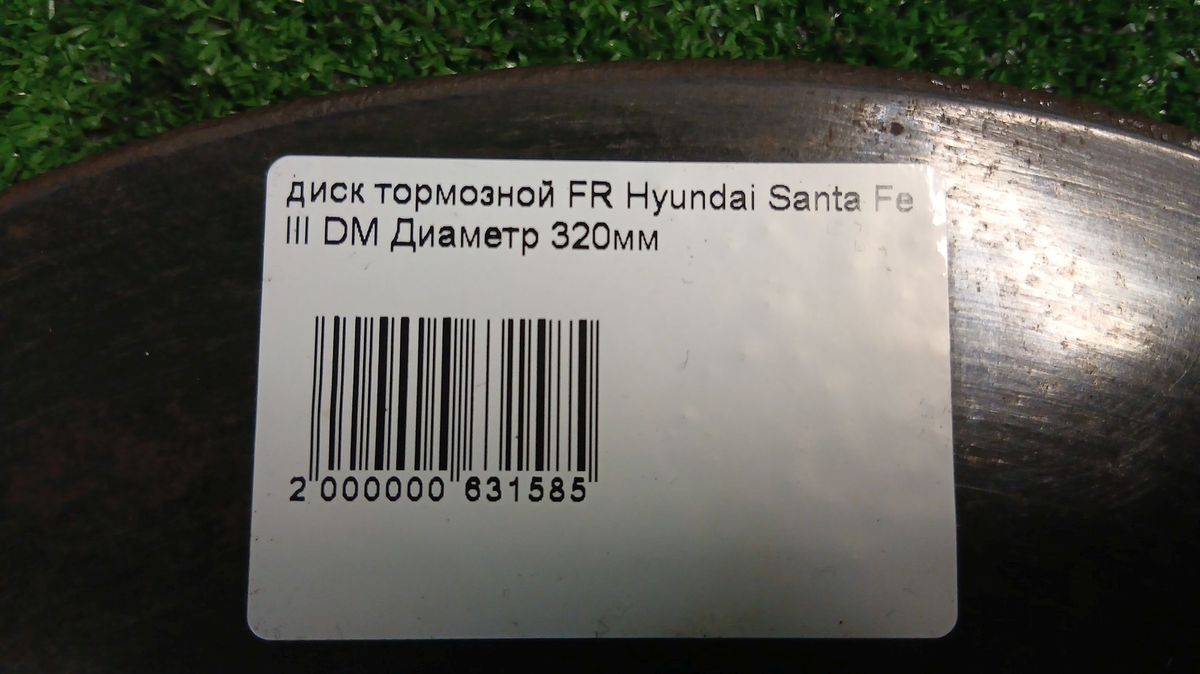 диск тормозной FR Hyundai Santa Fe
III DM Диаметр 320мм
2 000000 631585